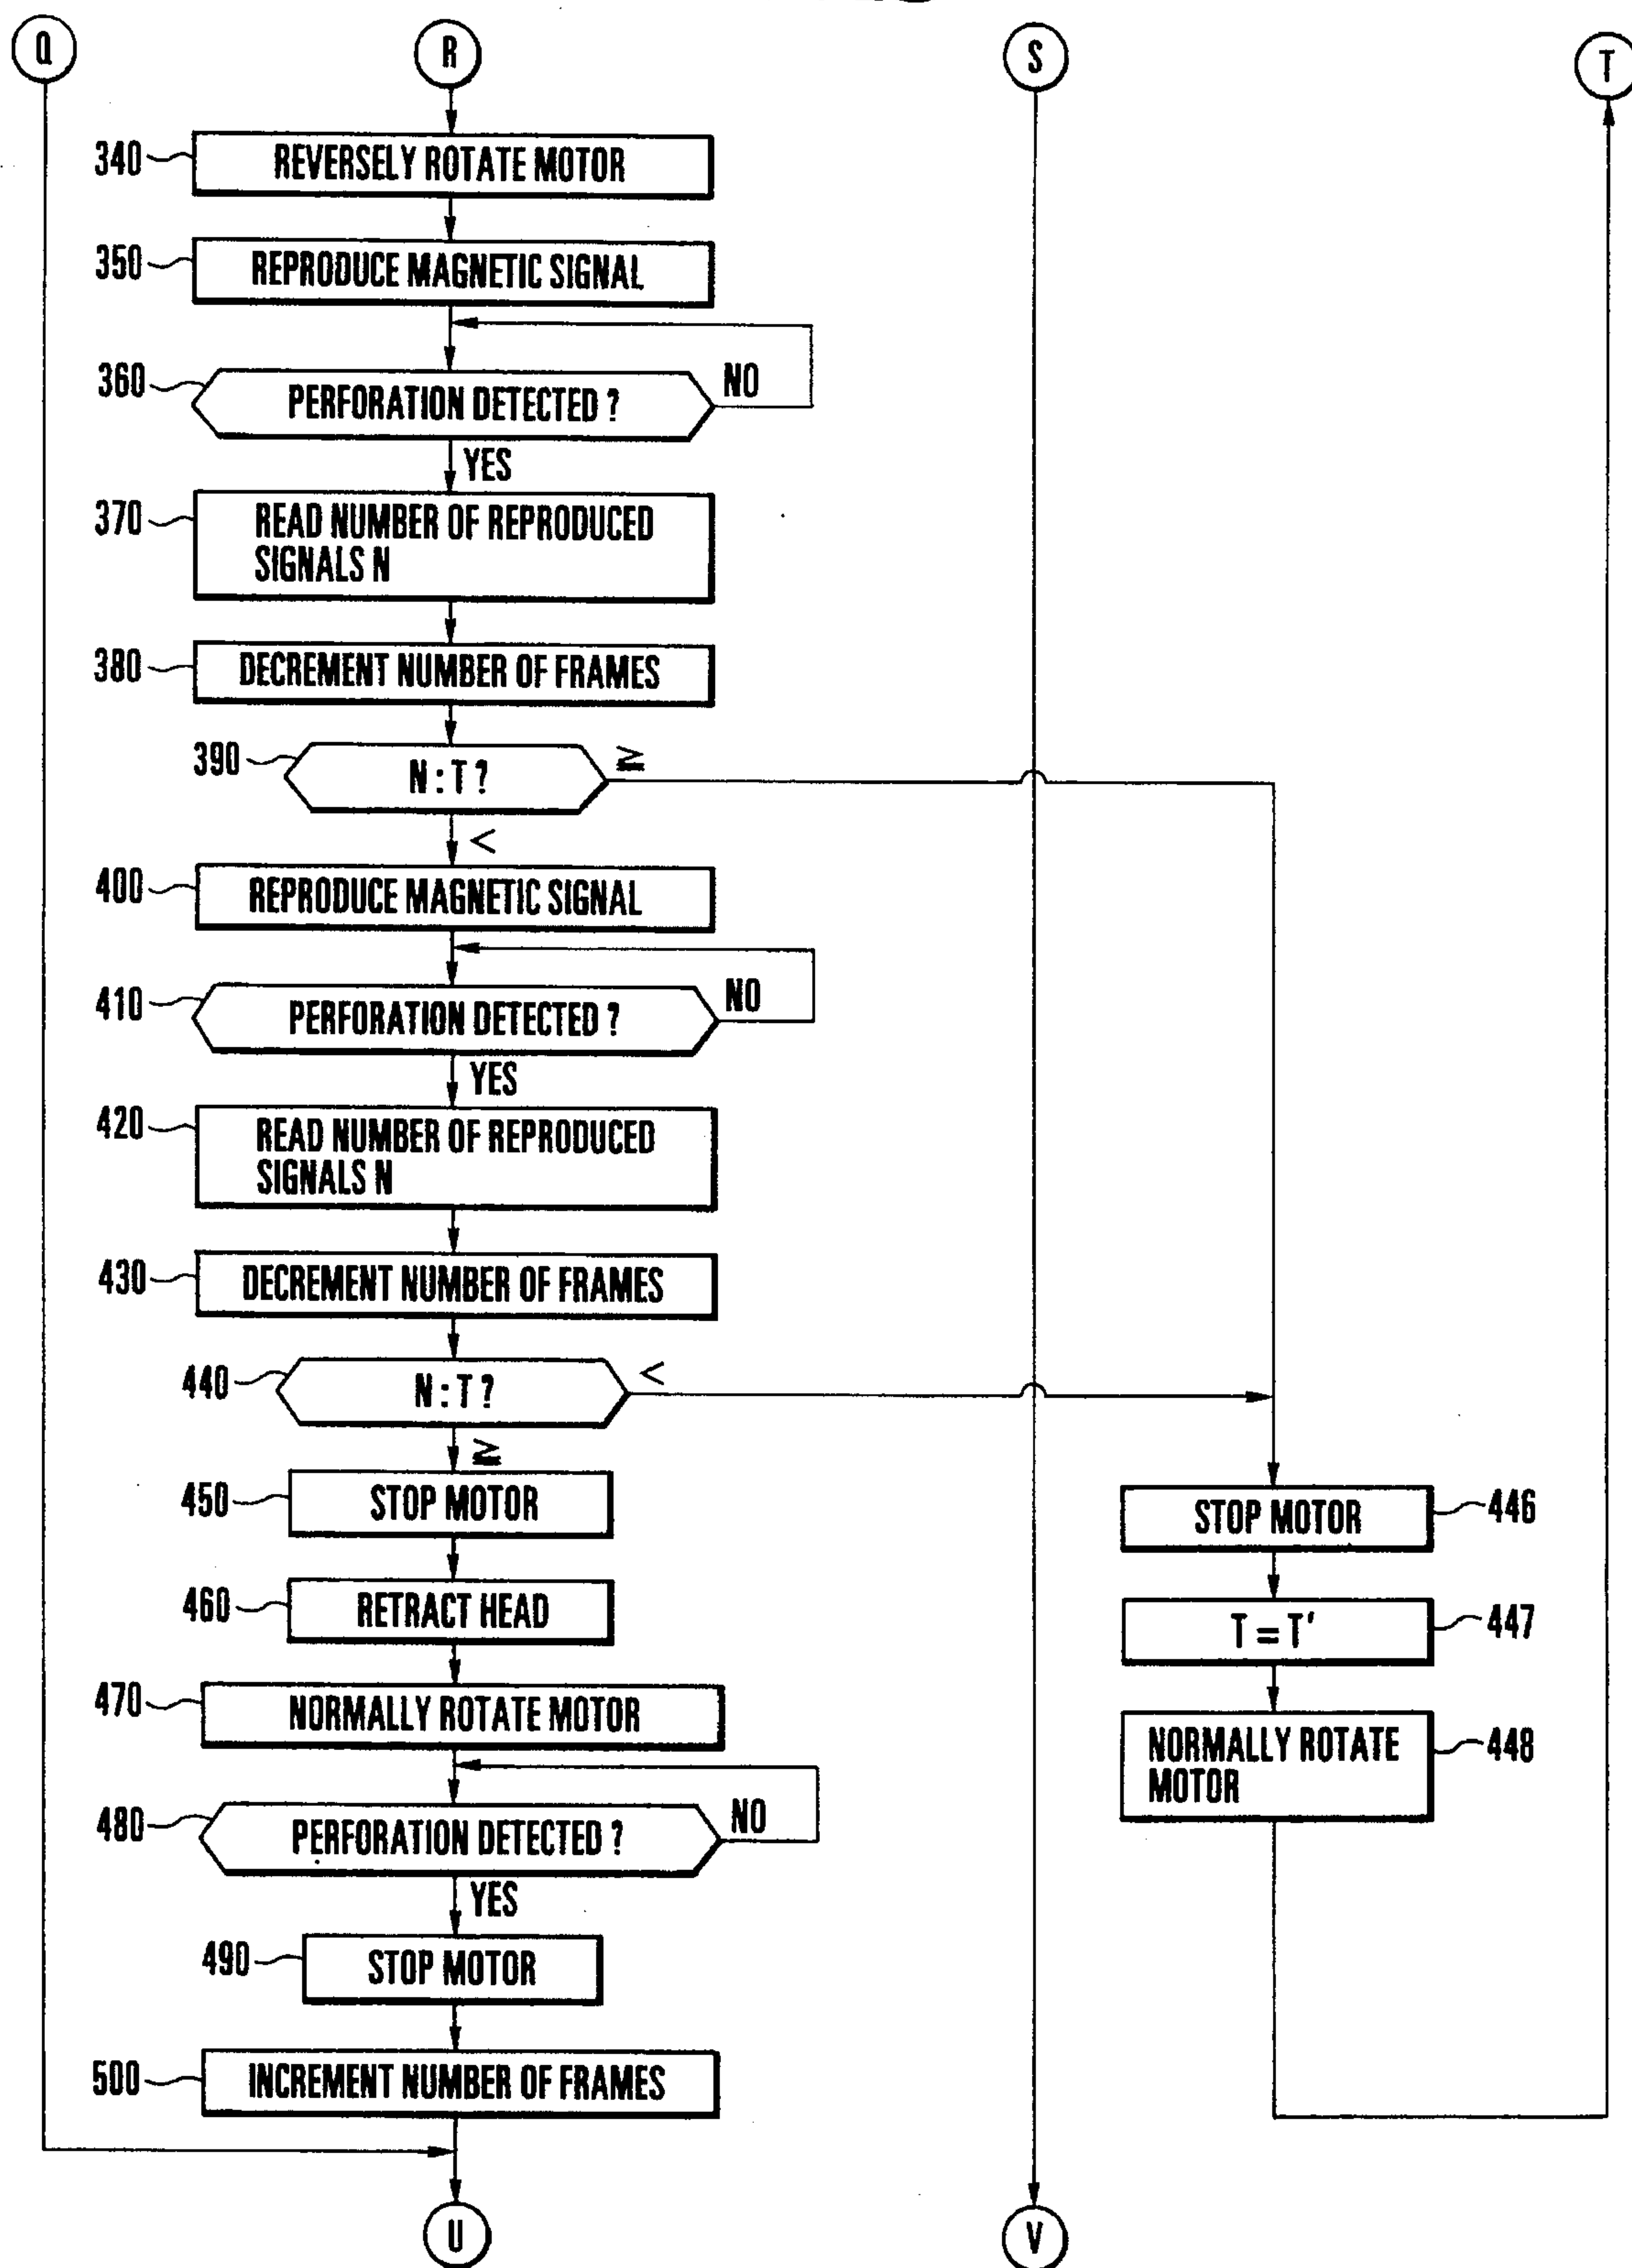 Q
R
S
T
340
REVERSELY ROTATE MOTOR
350
REPRODUCE MAGNETIC SIGNAL
360
PERFORATION DETECTED ?
NO
YES
370
READ NUMBER OF REPRODUCED
SIGNALS N
380
DECREMENT NUMBER OF FRAMES
390
N : T ?
≧
<
400
REPRODUCE MAGNETIC SIGNAL
410
PERFORATION DETECTED ?
NO
YES
420
READ NUMBER OF REPRODUCED
SIGNALS N
430
DECREMENT NUMBER OF FRAMES
440
N : T ?
<
≧
450
STOP MOTOR
446
STOP MOTOR
460
RETRACT HEAD
447
T = T'
470
NORMALLY ROTATE MOTOR
448
NORMALLY ROTATE
MOTOR
480
PERFORATION DETECTED ?
NO
YES
490
STOP MOTOR
500
INCREMENT NUMBER OF FRAMES
U
V